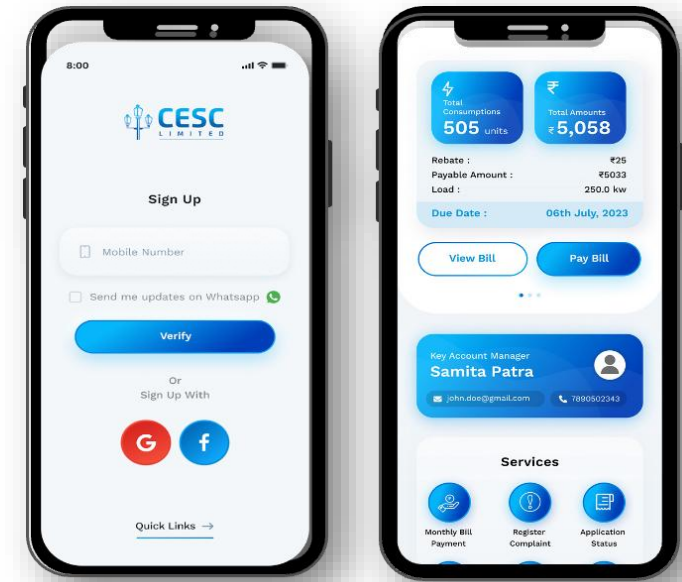 8:00
CESC
LIMITED
Sign Up
Mobile Number
Send me updates on Whatsapp
Verify
Or
Sign Up With
G f
Quick Links →
Total
Consumptions
505 units
₹
Total Amounts
₹ 5,058
Rebate : ₹25
Payable Amount : ₹5033
Load : 250.0 kw
Due Date : 06th July, 2023
View Bill Pay Bill
Key Account Manager
Samita Patra
john.doe@gmail.com 7890502343
Services
Monthly Bill
Payment
Register
Complaint
Application
Status